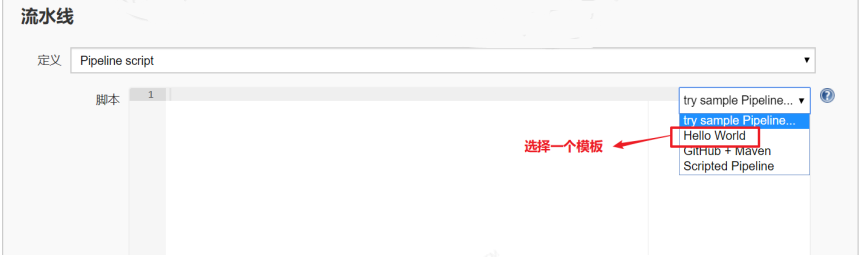 流水线
定义 Pipeline script
脚本 1 try sample Pipeline...
try sample Pipeline...
Hello World
选择一个模板
GitHub + Maven
Scripted Pipeline